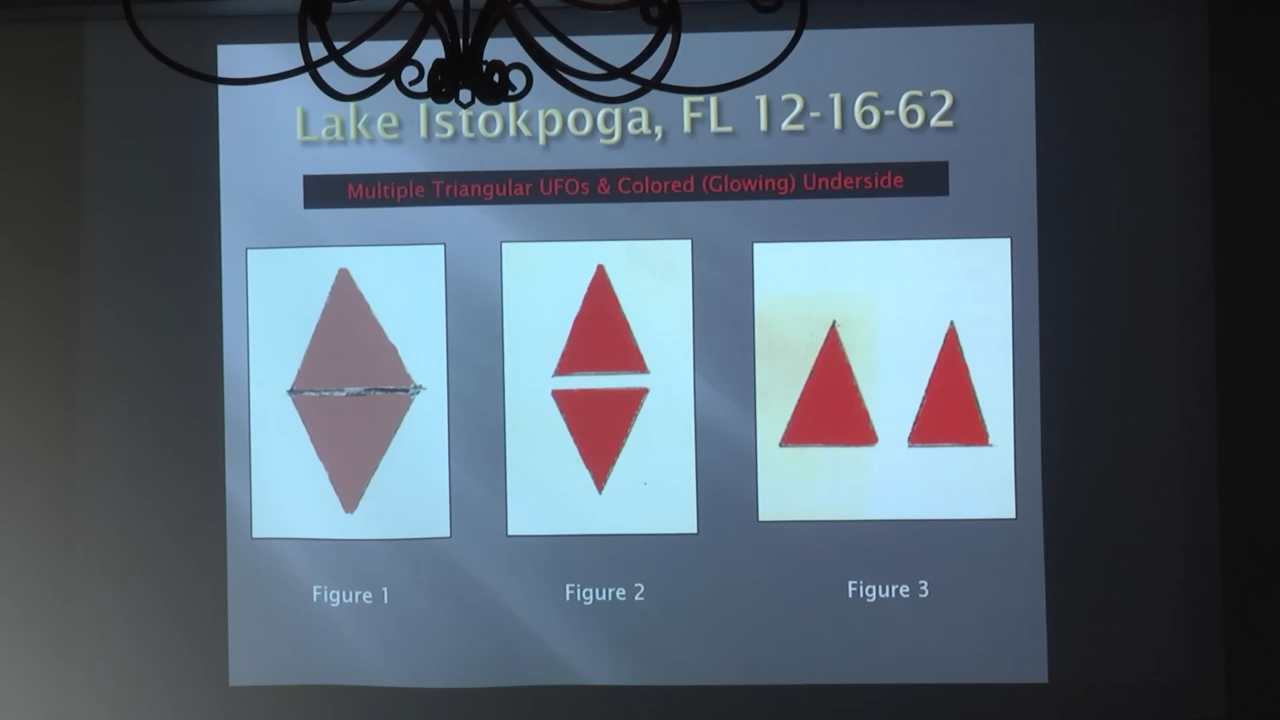 Lake Istokpoga, FL 12-16-62
Multiple Triangular UFOs & Colored (Glowing) Underside
Figure 1
Figure 2
Figure 3